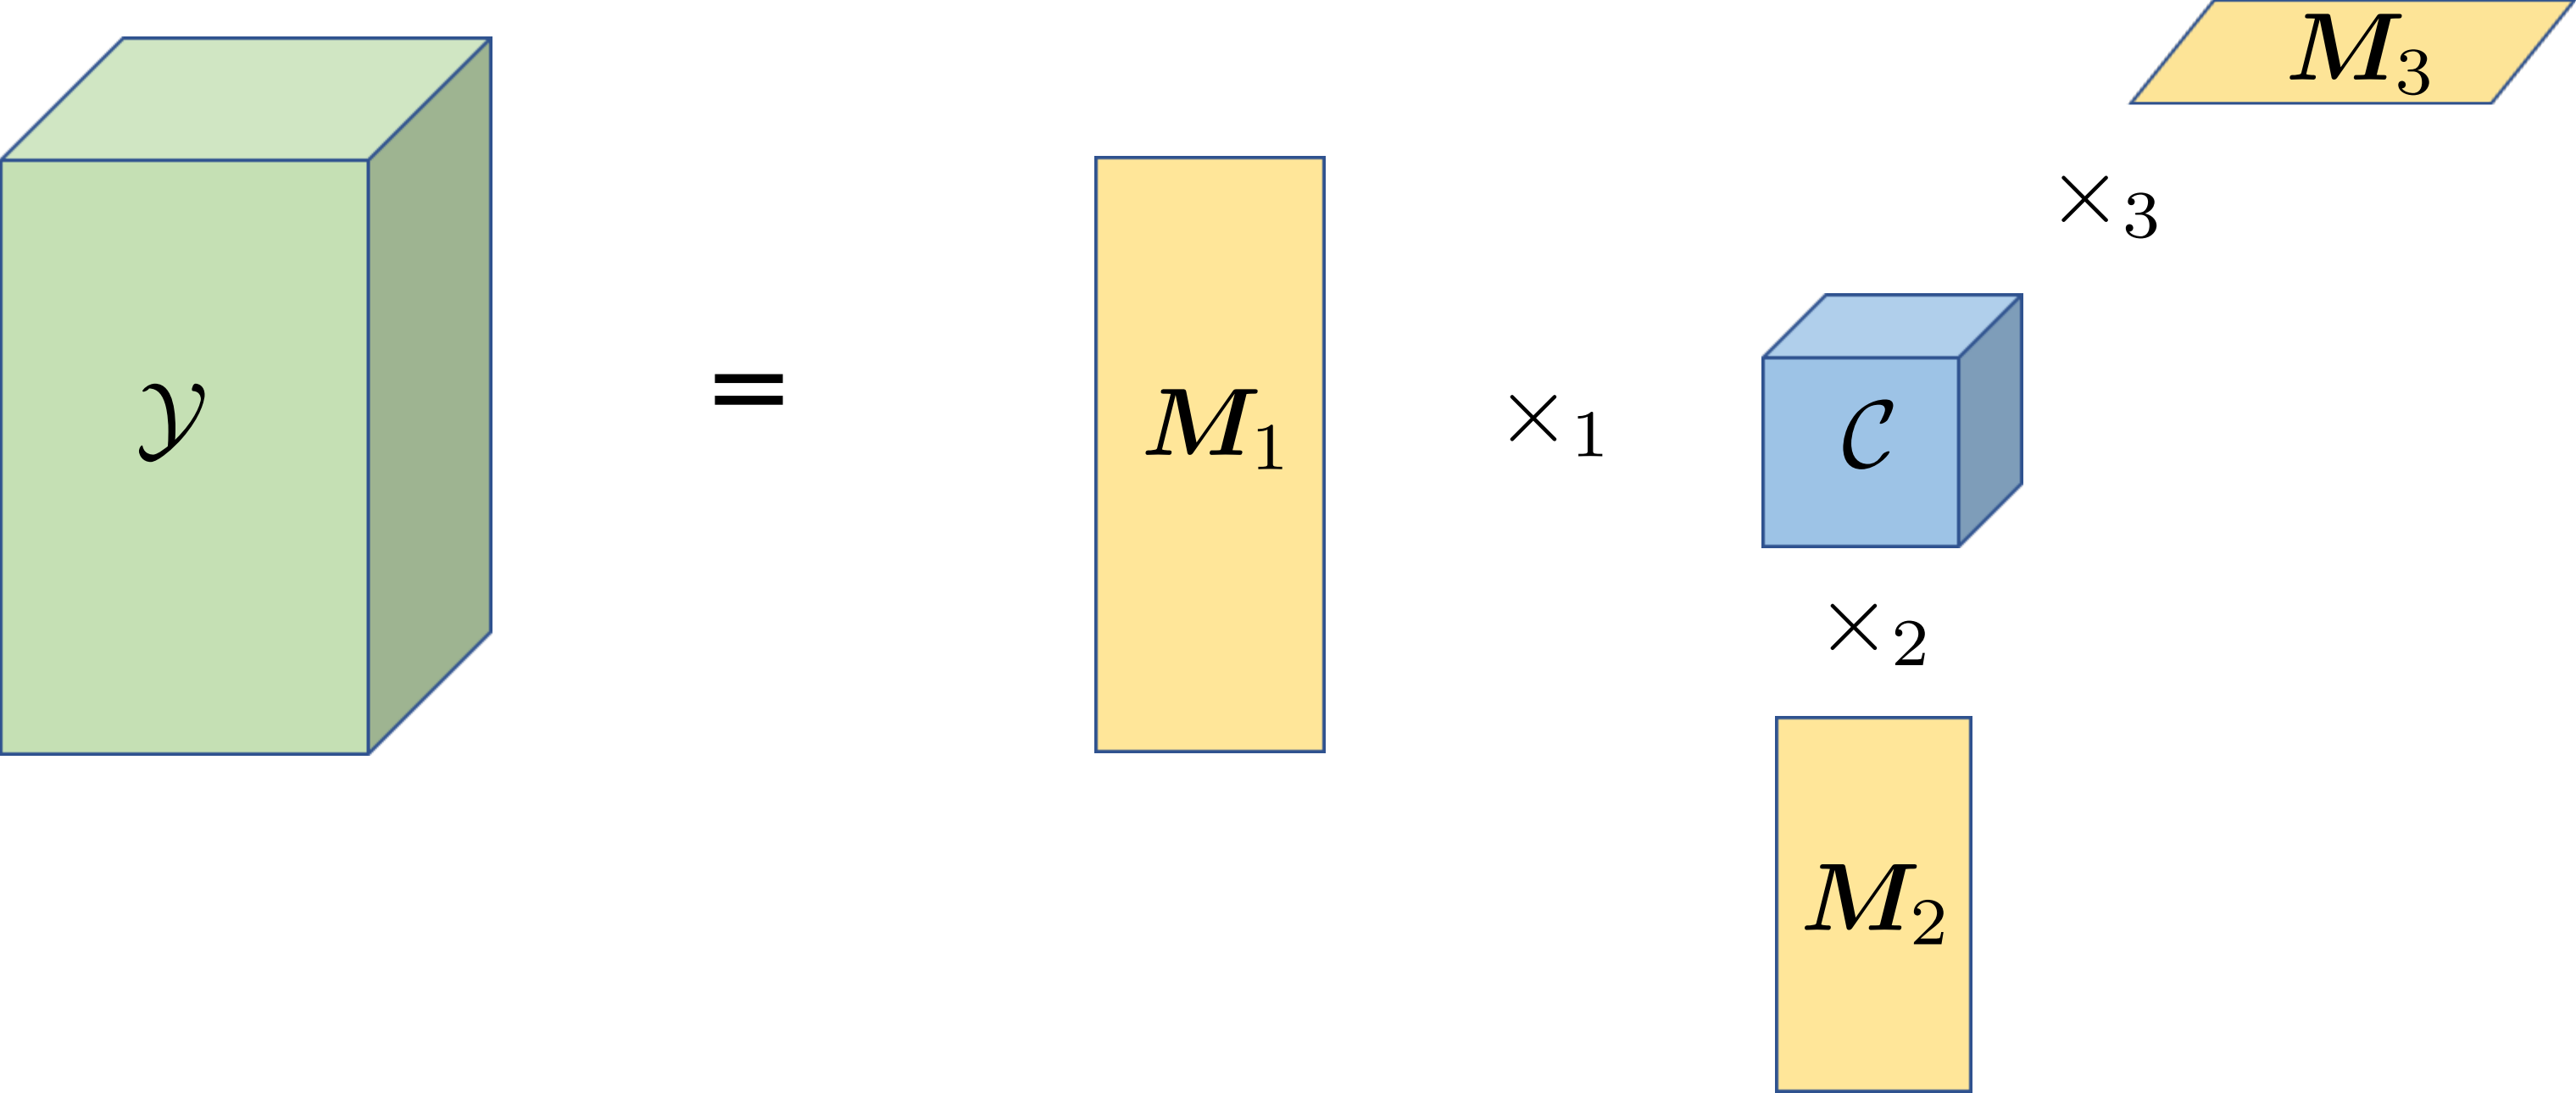 M₃
×₃
𝒴 = M₁ ×₁ 𝒞
×₂
M₂